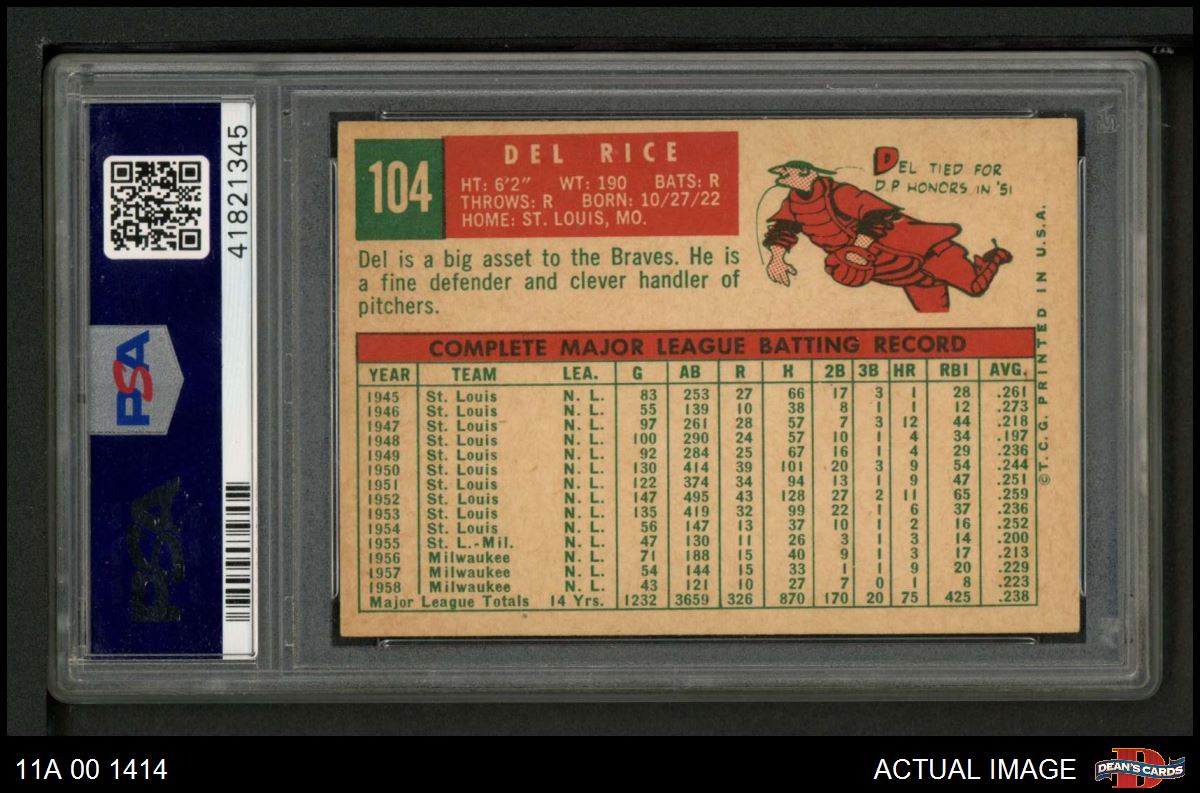 PSA
41821345
PSA
104
DEL RICE
HT: 6'2" WT: 190 BATS: R
THROWS: R BORN: 10/27/22
HOME: ST. LOUIS, MO.
DEL TIED FOR
D.P HONORS IN '51
Del is a big asset to the Braves. He is
a fine defender and clever handler of
pitchers.
COMPLETE MAJOR LEAGUE BATTING RECORD
YEAR TEAM LEA. G AB R H 2B 3B HR RBI AVG.
1945 St. Louis N. L. 83 253 27 66 17 3 1 28 .261
1946 St. Louis N. L. 55 139 10 38 8 1 1 12 .273
1947 St. Louis N. L. 97 261 28 57 7 3 12 44 .218
1948 St. Louis N. L. 100 290 24 57 10 1 4 34 .197
1949 St. Louis N. L. 92 284 25 67 16 1 4 29 .236
1950 St. Louis N. L. 130 414 39 101 20 3 9 54 .244
1951 St. Louis N. L. 122 374 34 94 13 1 9 47 .251
1952 St. Louis N. L. 147 495 43 128 27 2 11 65 .259
1953 St. Louis N. L. 135 419 32 99 22 1 6 37 .236
1954 St. Louis N. L. 56 147 13 37 10 1 2 16 .252
1955 St. L.-Mil. N. L. 47 130 11 26 3 1 3 14 .200
1956 Milwaukee N. L. 71 188 15 40 9 1 3 17 .213
1957 Milwaukee N. L. 54 144 15 33 1 1 9 20 .229
1958 Milwaukee N. L. 43 121 10 27 7 0 1 8 .223
Major League Totals 14 Yrs. 1232 3659 326 870 170 20 75 425 .238
©T. C. G. PRINTED IN U.S.A.
11A 00 1414
ACTUAL IMAGE
DEAN'S CARDS